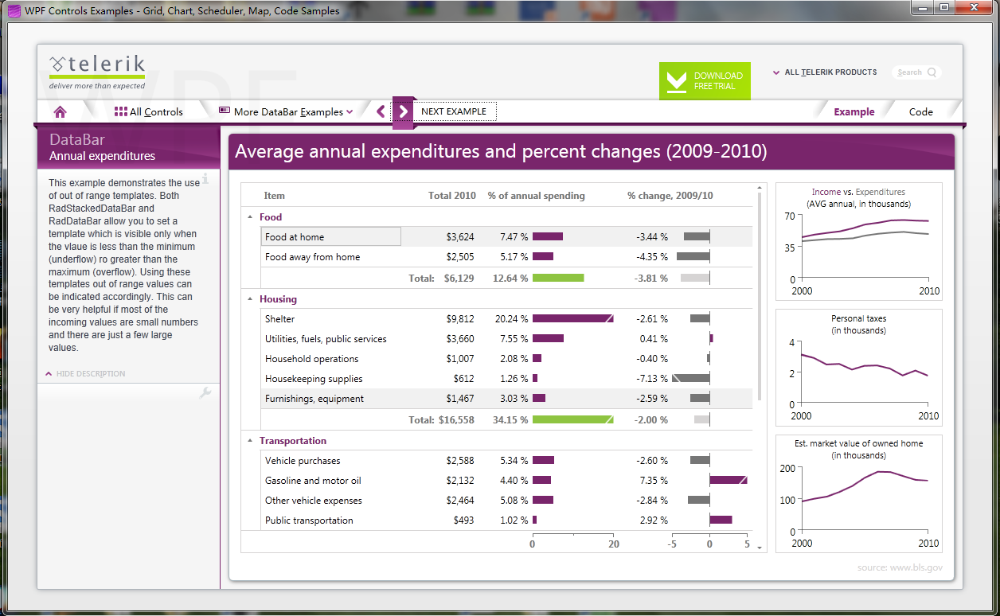 WPF Controls Examples - Grid, Chart, Scheduler, Map, Code Samples
WPF
telerik
deliver more than expected
DOWNLOAD
FREE TRIAL
ALL TELERIK PRODUCTS
Search
All Controls
More DataBar Examples
NEXT EXAMPLE
Example
Code
DataBar
Annual expenditures
This example demonstrates the use
of out of range templates. Both
RadStackedDataBar and
RadDataBar allow you to set a
template which is visible only when
the vlaue is less than the minimum
(underflow) ro greater than the
maximum (overflow). Using these
templates out of range values can
be indicated accordingly. This can
be very helpful if most of the
incoming values are small numbers
and there are just a few large
values.
HIDE DESCRIPTION
Average annual expenditures and percent changes (2009-2010)
Item Total 2010 % of annual spending % change, 2009/10
Food
Food at home $3,624 7.47 % -3.44 %
Food away from home $2,505 5.17 % -4.35 %
Total: $6,129 12.64 % -3.81 %
Housing
Shelter $9,812 20.24 % -2.61 %
Utilities, fuels, public services $3,660 7.55 % 0.41 %
Household operations $1,007 2.08 % -0.40 %
Housekeeping supplies $612 1.26 % -7.13 %
Furnishings, equipment $1,467 3.03 % -2.59 %
Total: $16,558 34.15 % -2.00 %
Transportation
Vehicle purchases $2,588 5.34 % -2.60 %
Gasoline and motor oil $2,132 4.40 % 7.35 %
Other vehicle expenses $2,464 5.08 % -2.84 %
Public transportation $493 1.02 % 2.92 %
0 20 -5 0 5
Income vs. Expenditures
(AVG annual, in thousands)
70
35
0
2000 2010
Personal taxes
(in thousands)
4
2
0
2000 2010
Est. market value of owned home
(in thousands)
200
100
0
2000 2010
source: www.bls.gov